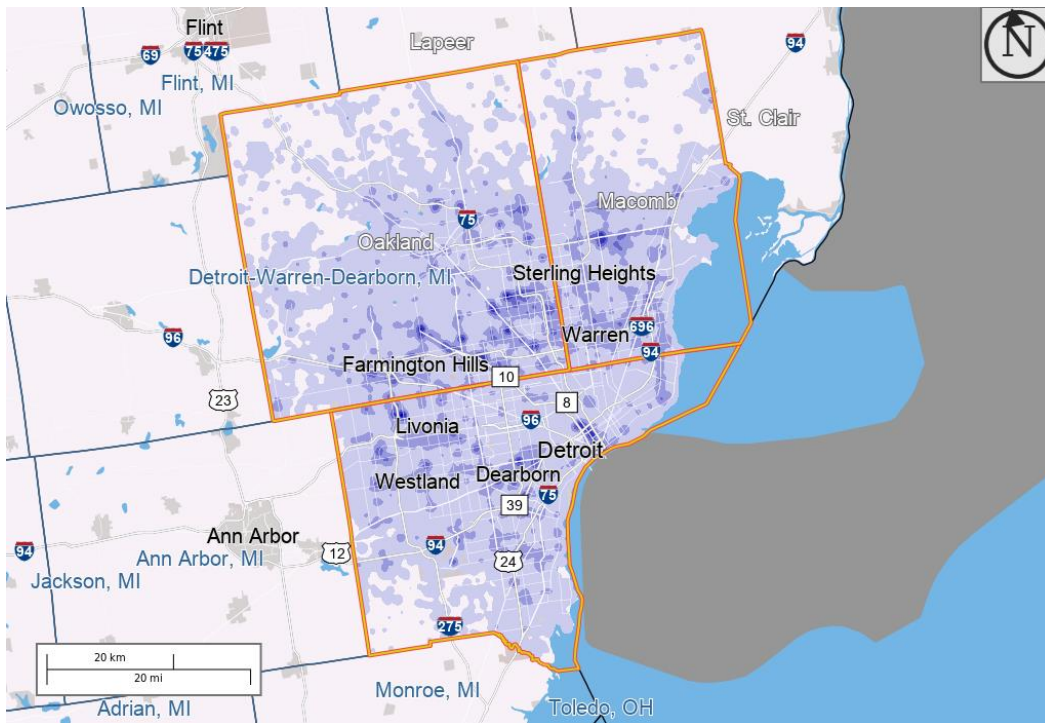 Flint
Lapeer
94
N
69
75
475
Flint, MI
Owosso, MI
St. Clair
Macomb
75
Oakland
Sterling Heights
Detroit-Warren-Dearborn, MI
696
Warren
96
94
Farmington Hills
10
23
8
96
Livonia
Detroit
Westland
Dearborn
75
39
Ann Arbor
94
94
12
Ann Arbor, MI
24
Jackson, MI
275
20 km
20 mi
Monroe, MI
Adrian, MI
Toledo, OH